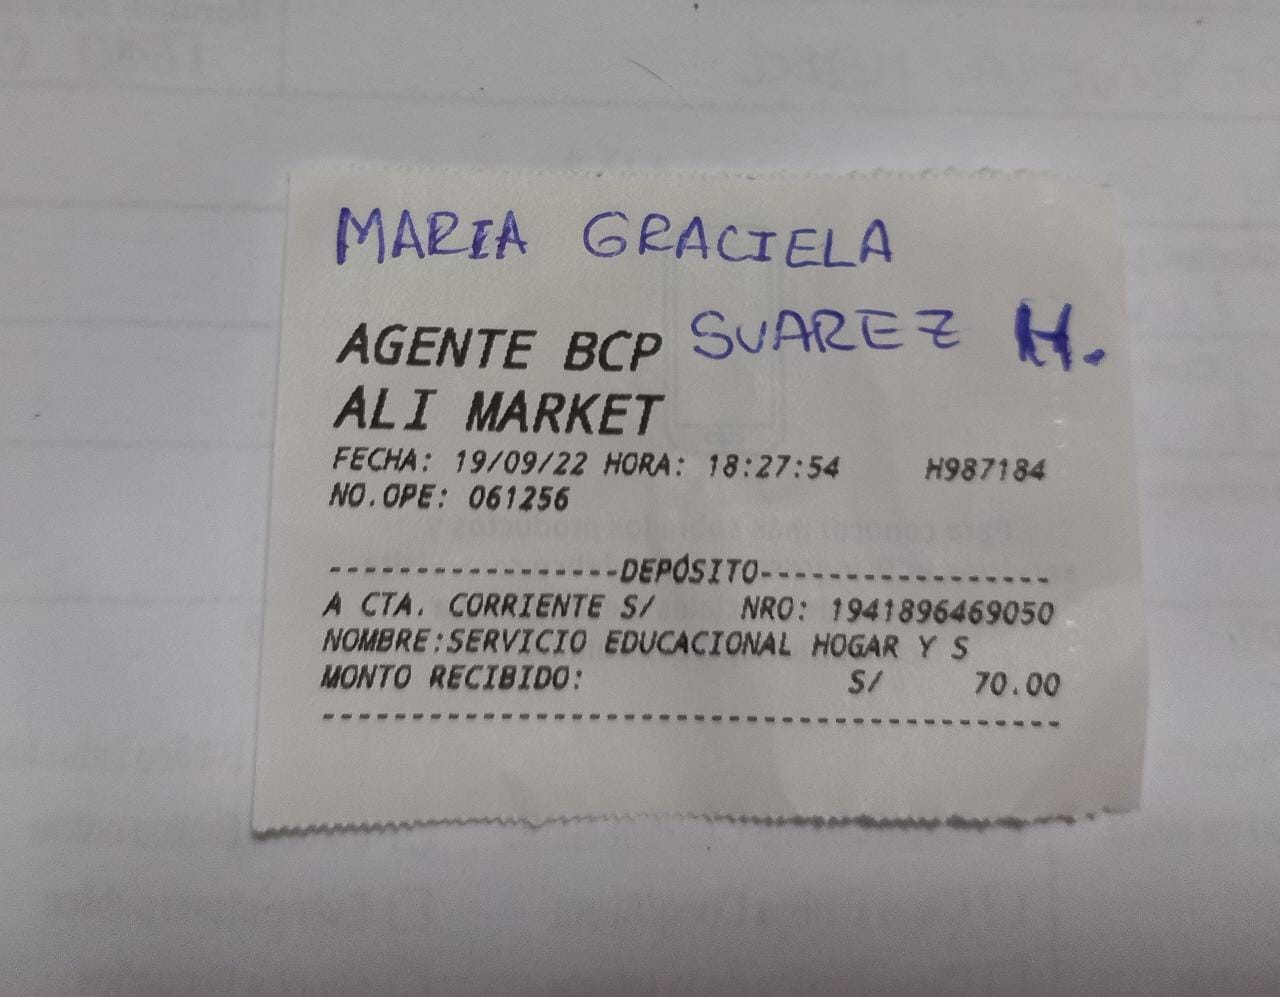 MARIA GRACIELA
SUAREZ H.
AGENTE BCP
ALI MARKET
FECHA: 19/09/22 HORA: 18:27:54 H987184
NO.OPE: 061256
-----------------DEPÓSITO-----------------
A CTA. CORRIENTE S/ NRO: 1941896469050
NOMBRE:SERVICIO EDUCACIONAL HOGAR Y S
MONTO RECIBIDO: S/ 70.00